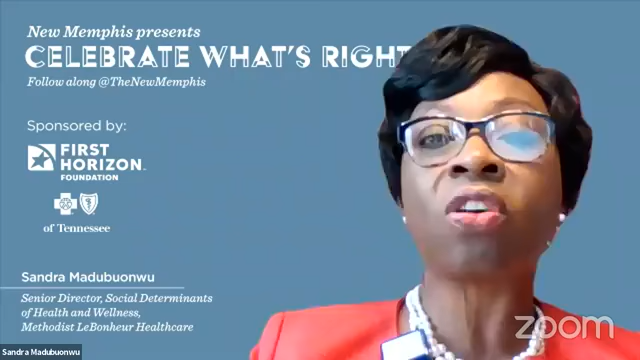 New Memphis presents
CELEBRATE WHAT'S RIGHT
Follow along @TheNewMemphis
Sponsored by:
FIRST
HORIZON
FOUNDATION
of Tennessee
Sandra Madubuonwu
Senior Director, Social Determinants
of Health and Wellness,
Methodist LeBonheur Healthcare
zoom
Sandra Madubuonwu